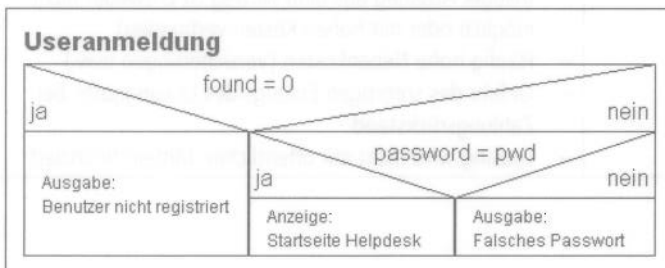 Useranmeldung
found = 0
ja
nein
password = pwd
ja
nein
Ausgabe:
Benutzer nicht registriert
Anzeige:
Startseite Helpdesk
Ausgabe:
Falsches Passwort